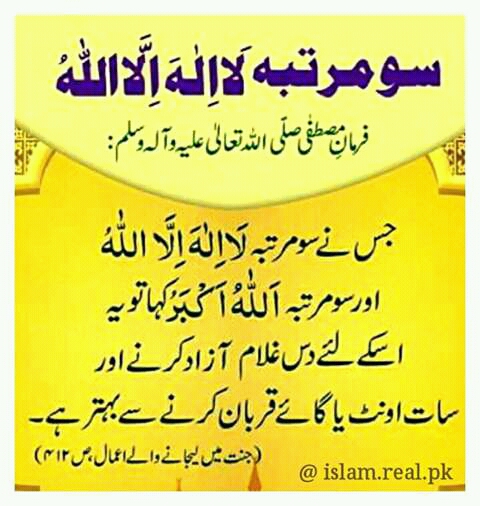 سو مرتبہ لَا اِلٰهَ اِلَّا اللّٰهُ
فرمانِ مصطفٰی صلّی اللہ تعالیٰ علیہ وآلہ وسلم:
جس نے سو مرتبہ لَا اِلٰهَ اِلَّا اللّٰهُ
اور سو مرتبہ اَللّٰهُ اَكْبَرُ کہا تو یہ
اسکے لئے دس غلام آزاد کرنے اور
سات اونٹ یا گائے قربان کرنے سے بہتر ہے۔
(جنت میں لیجانے والے اعمال، ص ۴۱۲)
@ islam.real.pk